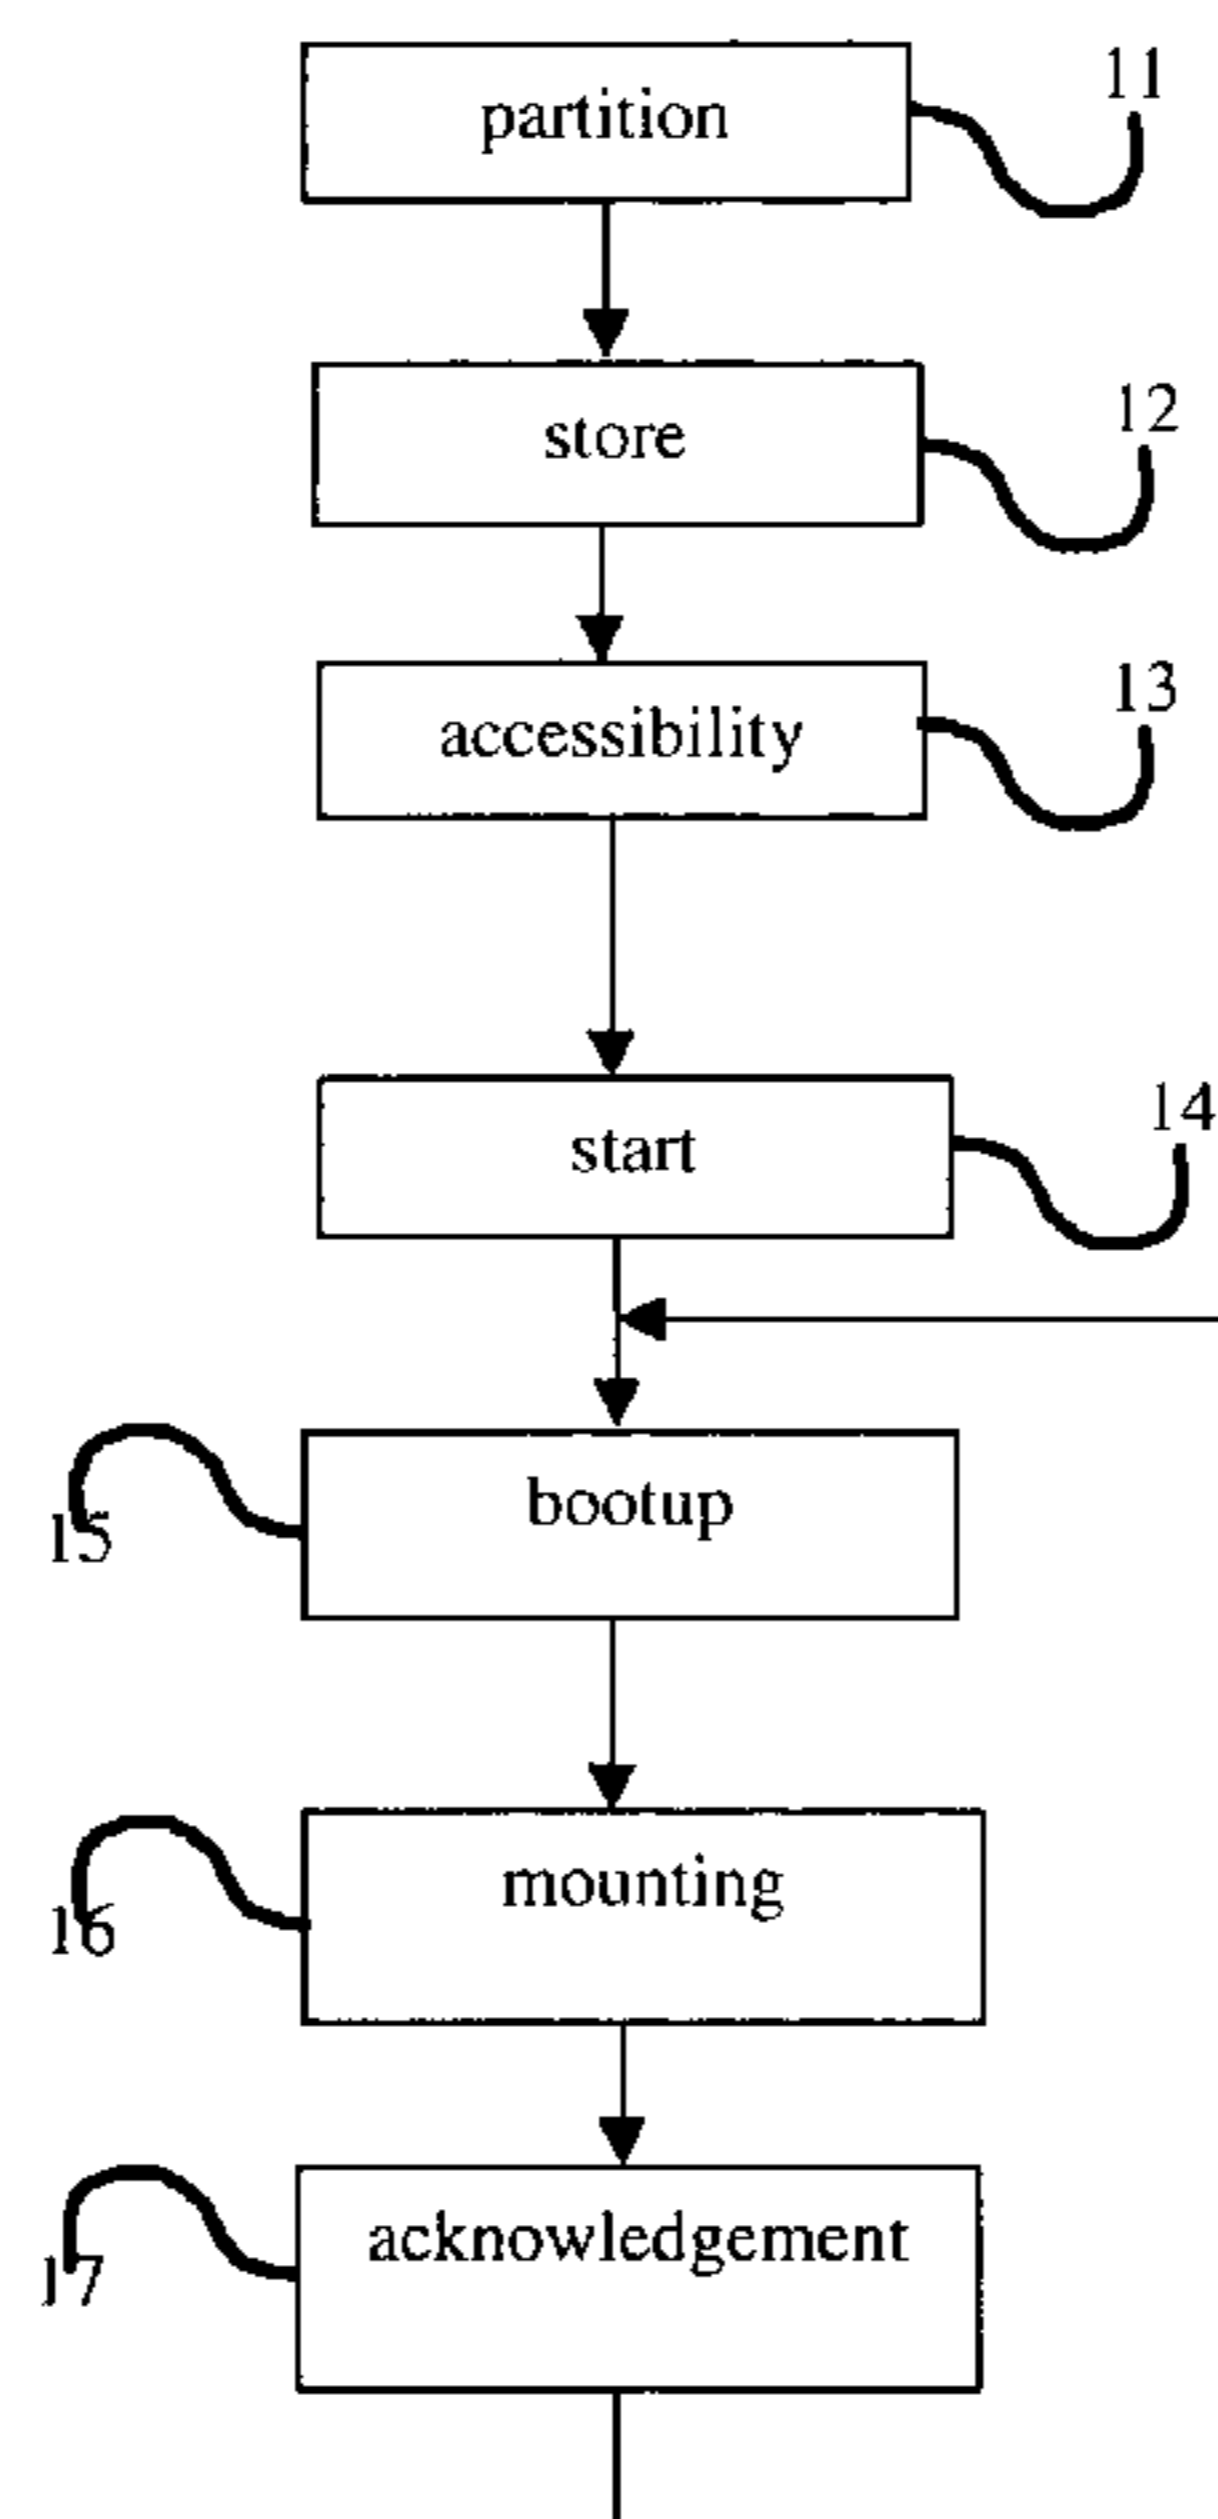 partition
11
store
12
accessibility
13
start
14
bootup
15
mounting
16
acknowledgement
17